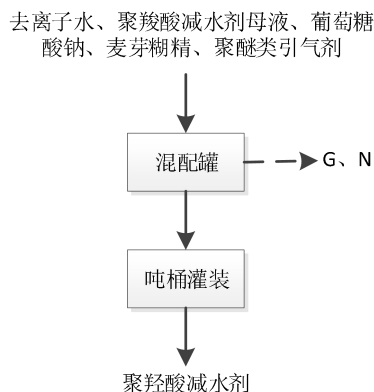 去离子水、聚羧酸减水剂母液、葡萄糖
酸钠、麦芽糊精、聚醚类引气剂
混配罐
G、N
吨桶灌装
聚羟酸减水剂